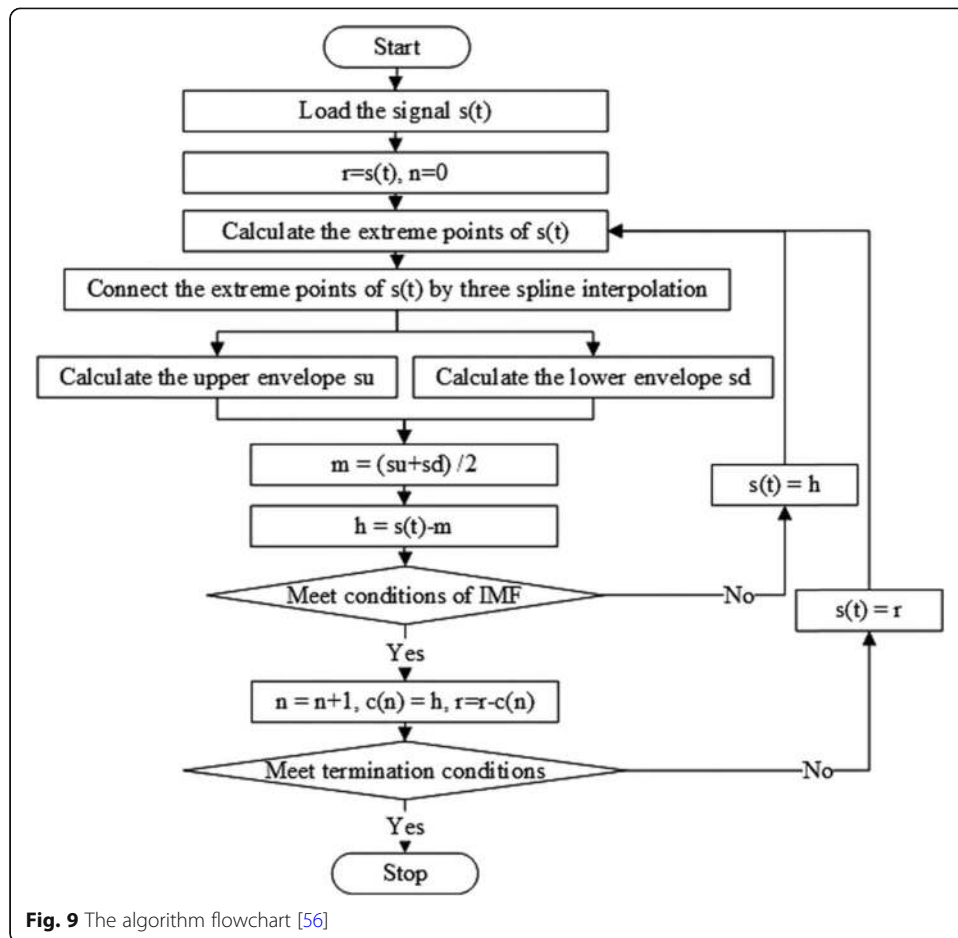 Start
Load the signal s(t)
r=s(t), n=0
Calculate the extreme points of s(t)
Connect the extreme points of s(t) by three spline interpolation
Calculate the upper envelope su
Calculate the lower envelope sd
m = (su+sd) /2
s(t) = h
h = s(t)-m
Meet conditions of IMF
No
s(t) = r
Yes
n = n+1, c(n) = h, r=r-c(n)
Meet termination conditions
No
Yes
Stop
Fig. 9 The algorithm flowchart [56]